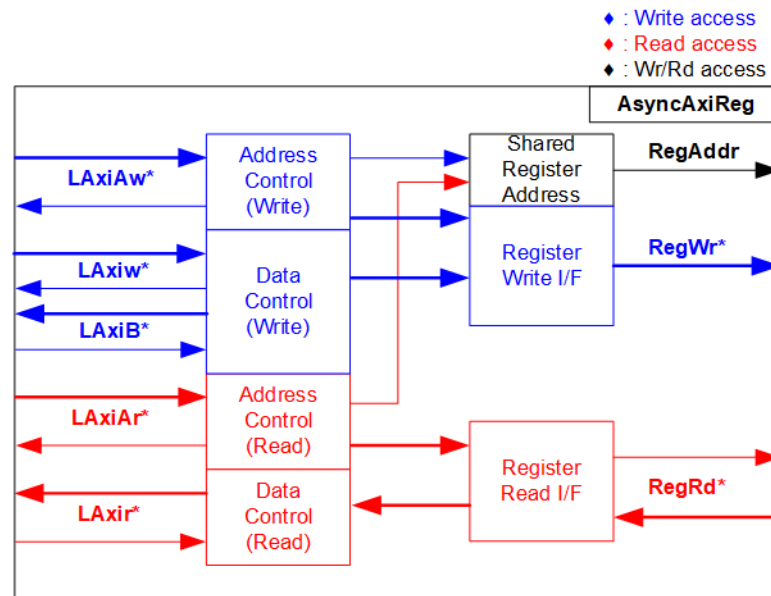 ♦ : Write access
♦ : Read access
♦ : Wr/Rd access
AsyncAxiReg
LAxiAw*
Address
Control
(Write)
Shared
Register
Address
RegAddr
LAxiw*
LAxiB*
Data
Control
(Write)
Register
Write I/F
RegWr*
LAxiAr*
Address
Control
(Read)
LAxir*
Data
Control
(Read)
Register
Read I/F
RegRd*